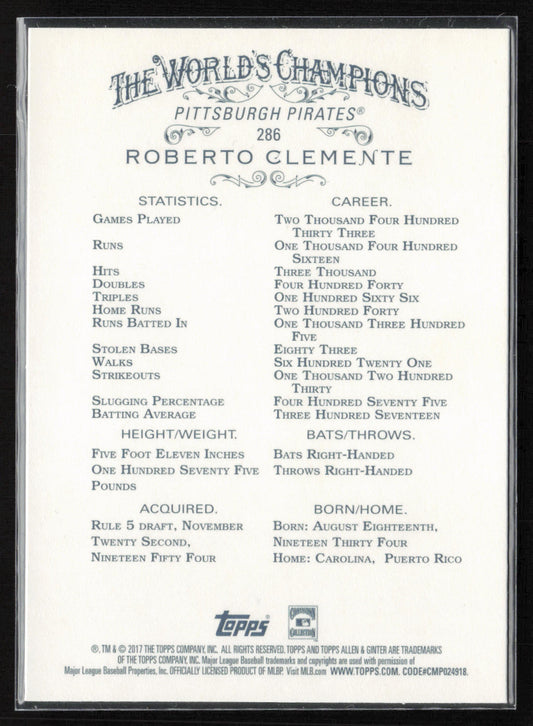 THE WORLD'S CHAMPIONS
PITTSBURGH PIRATES®
286
ROBERTO CLEMENTE
STATISTICS. CAREER.
GAMES PLAYED TWO THOUSAND FOUR HUNDRED
THIRTY THREE
RUNS ONE THOUSAND FOUR HUNDRED
SIXTEEN
HITS THREE THOUSAND
DOUBLES FOUR HUNDRED FORTY
TRIPLES ONE HUNDRED SIXTY SIX
HOME RUNS TWO HUNDRED FORTY
RUNS BATTED IN ONE THOUSAND THREE HUNDRED
FIVE
STOLEN BASES EIGHTY THREE
WALKS SIX HUNDRED TWENTY ONE
STRIKEOUTS ONE THOUSAND TWO HUNDRED
THIRTY
SLUGGING PERCENTAGE FOUR HUNDRED SEVENTY FIVE
BATTING AVERAGE THREE HUNDRED SEVENTEEN
HEIGHT/WEIGHT. BATS/THROWS.
FIVE FOOT ELEVEN INCHES BATS RIGHT-HANDED
ONE HUNDRED SEVENTY FIVE THROWS RIGHT-HANDED
POUNDS
ACQUIRED. BORN/HOME.
RULE 5 DRAFT, NOVEMBER BORN: AUGUST EIGHTEENTH,
TWENTY SECOND, NINETEEN THIRTY FOUR
NINETEEN FIFTY FOUR HOME: CAROLINA, PUERTO RICO
Topps COOPERSTOWN COLLECTION
®, TM & © 2017 THE TOPPS COMPANY, INC. ALL RIGHTS RESERVED. TOPPS AND TOPPS ALLEN & GINTER ARE TRADEMARKS
OF THE TOPPS COMPANY, INC. Major League Baseball trademarks and copyrights are used with permission of
Major League Baseball Properties, Inc. OFFICIALLY LICENSED PRODUCT OF MLBP. Visit MLB.com WWW.TOPPS.COM. CODE#CMP024918.